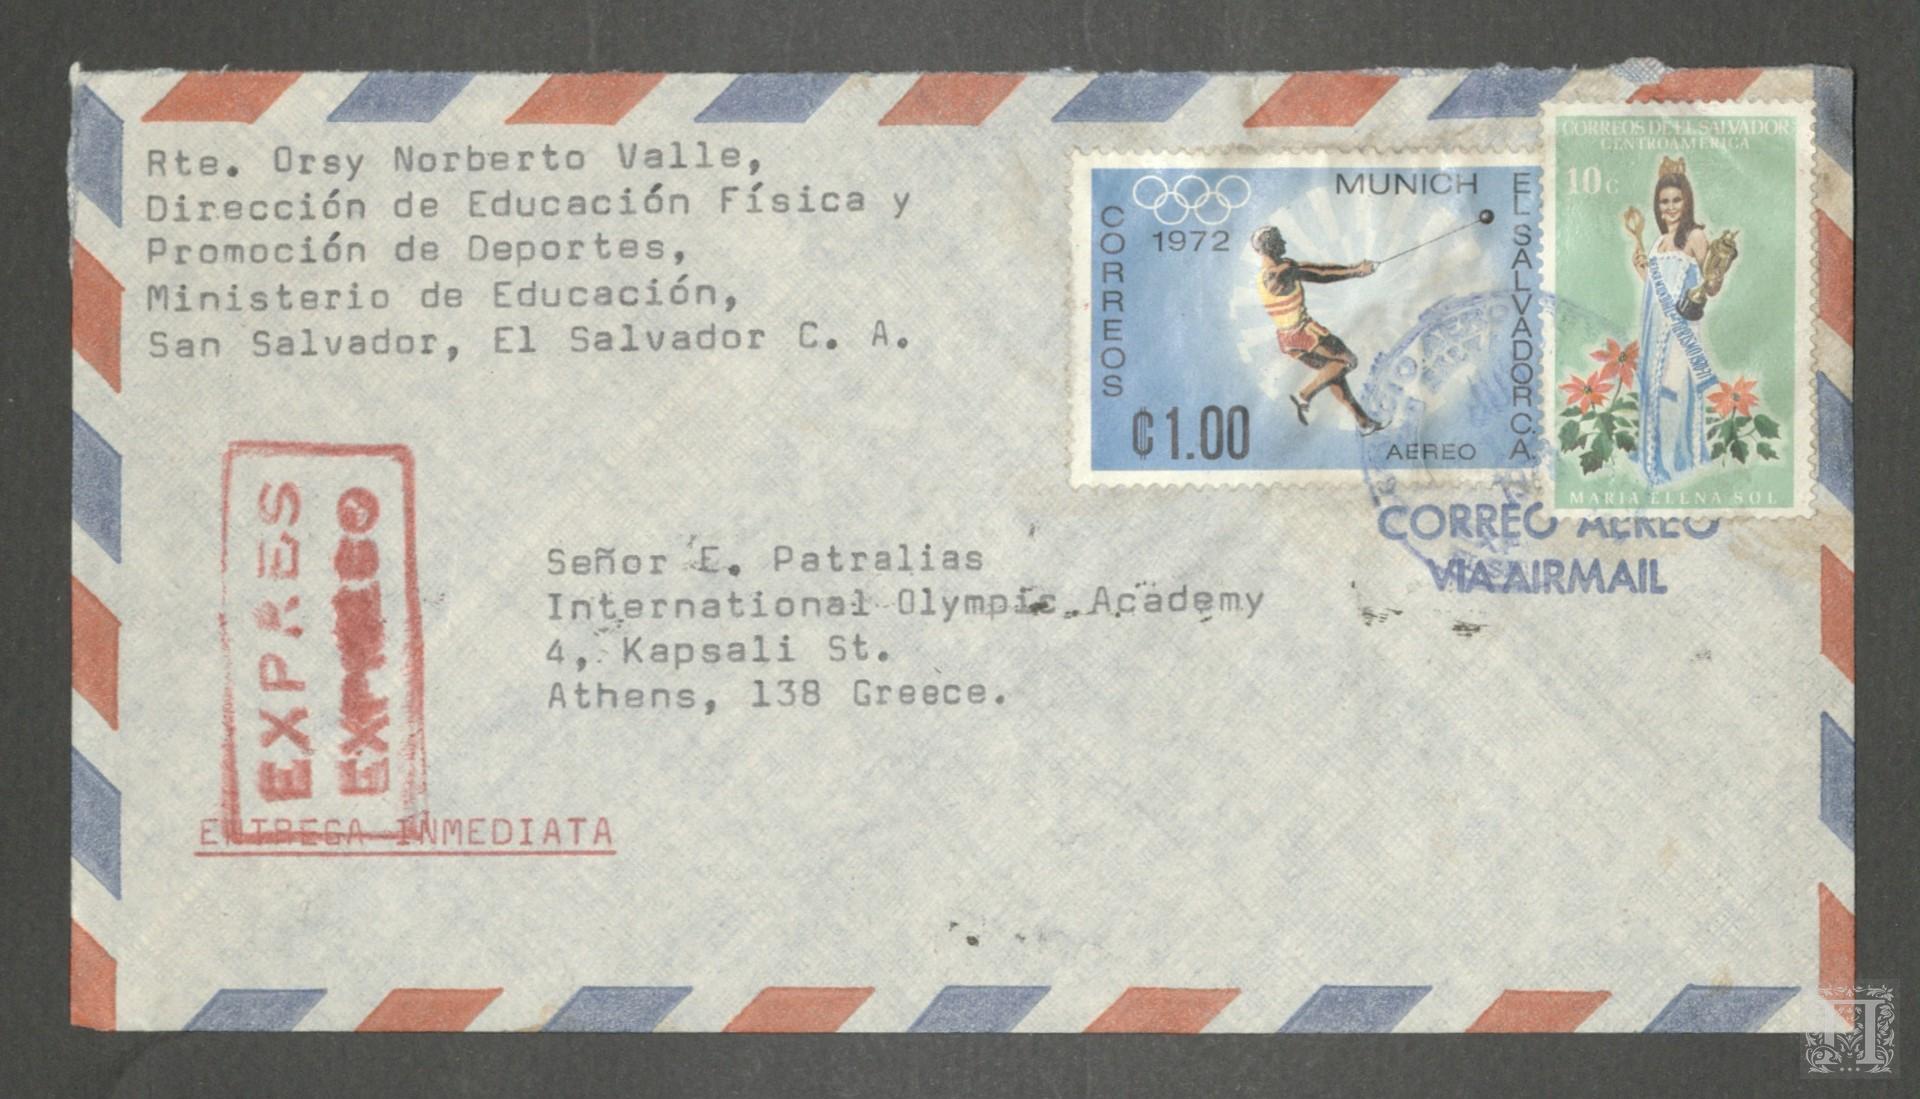 Rte. Orsy Norberto Valle,
Dirección de Educación Física y
Promoción de Deportes,
Ministerio de Educación,
San Salvador, El Salvador C. A.
MUNICH
1972
CORREOS
EL SALVADOR C.A.
₡1.00
AEREO
CORREOS DE EL SALVADOR
CENTROAMERICA
10c
MARIA ELENA SOL
CORREO AEREO
VIA AIRMAIL
EXPRES
ENTREGA INMEDIATA
Señor E. Patralias
International Olympic Academy
4, Kapsali St.
Athens, 138 Greece.